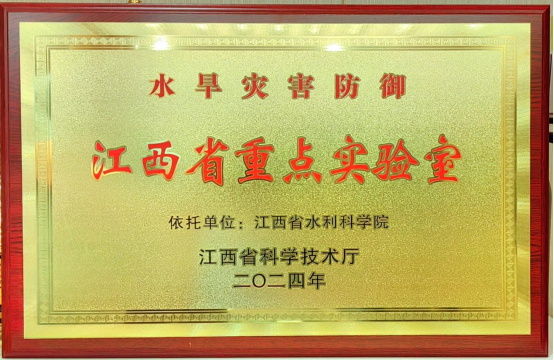 水旱灾害防御
江西省重点实验室
依托单位：江西省水利科学院
江西省科学技术厅
二〇二四年